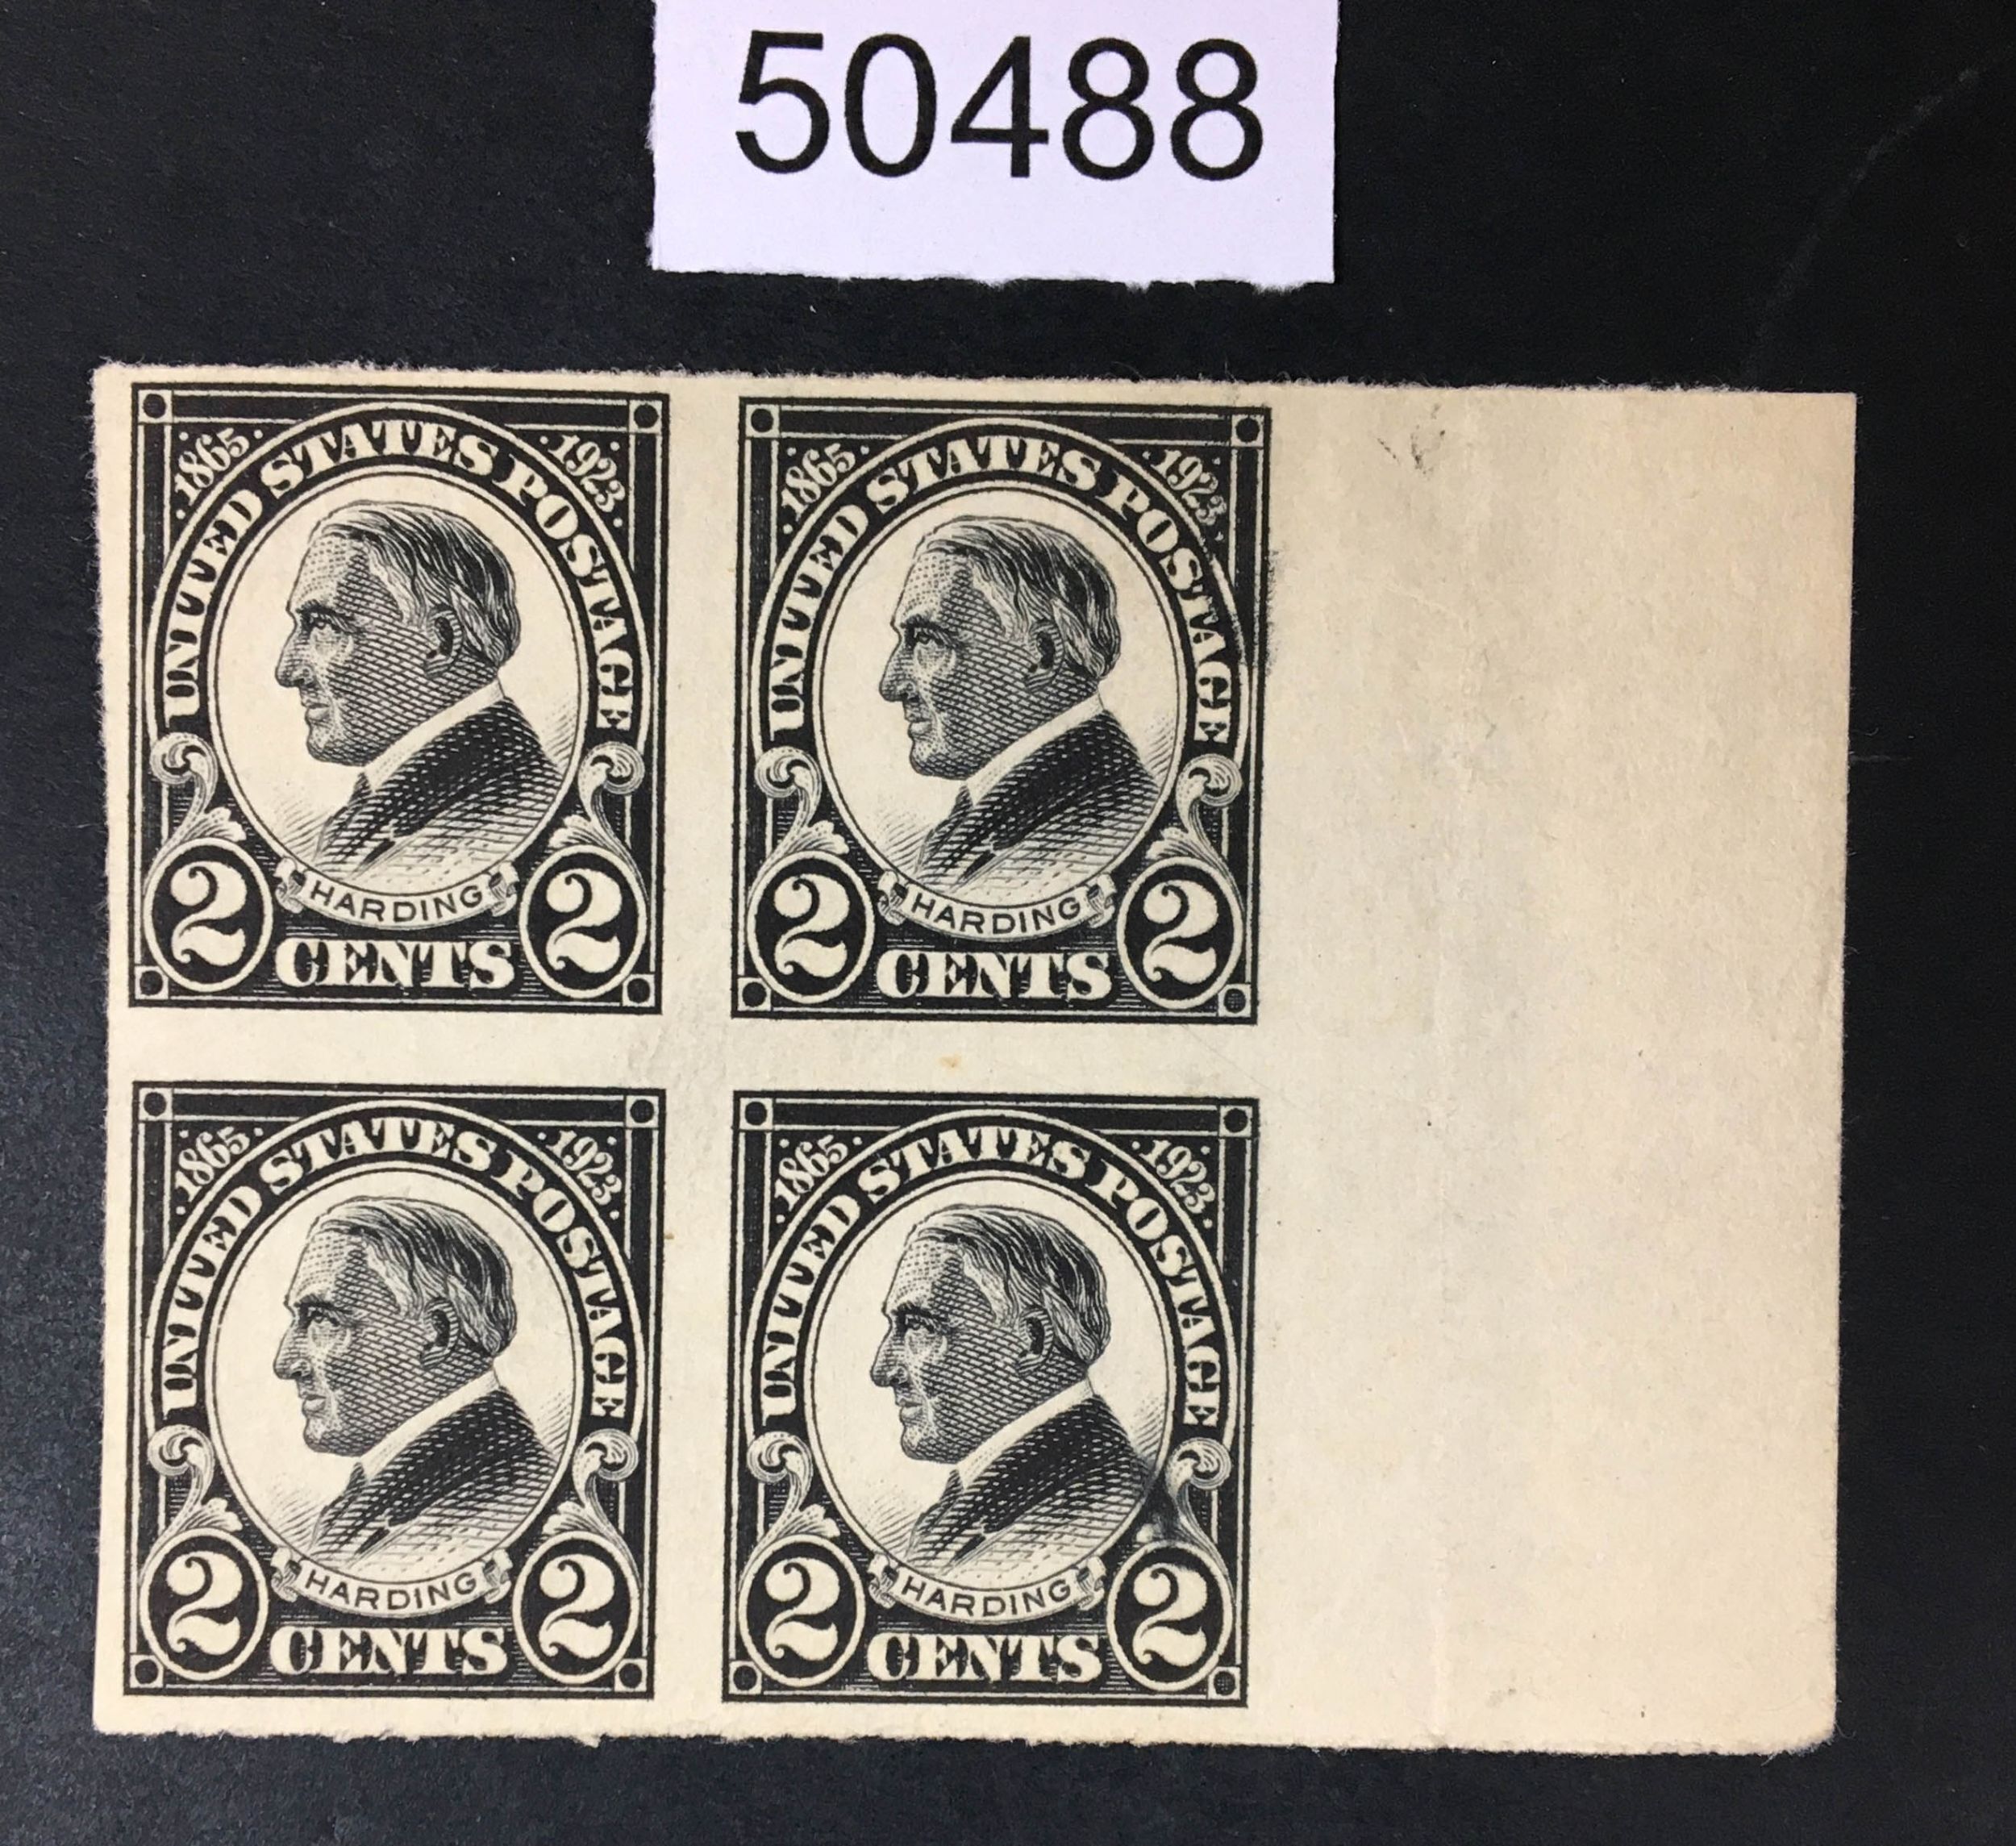 50488
1865 1923
UNITED STATES POSTAGE
HARDING
2 CENTS 2
1865 1923
UNITED STATES POSTAGE
HARDING
2 CENTS 2
1865 1923
UNITED STATES POSTAGE
HARDING
2 CENTS 2
1865 1923
UNITED STATES POSTAGE
HARDING
2 CENTS 2